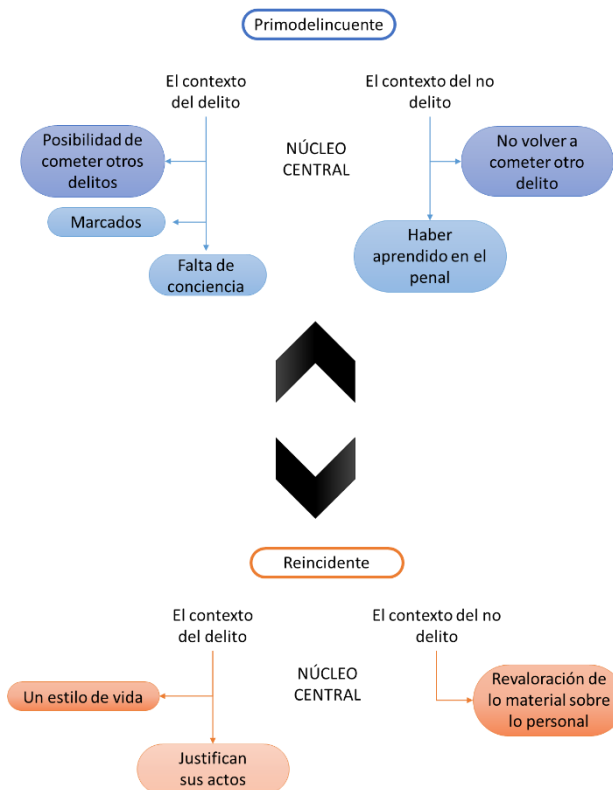 Primodelincuente
El contexto
del delito
El contexto del no
delito
NÚCLEO
CENTRAL
Posibilidad de
cometer otros
delitos
No volver a
cometer otro
delito
Marcados
Falta de
conciencia
Haber
aprendido en el
penal
Reincidente
El contexto
del delito
El contexto del no
delito
NÚCLEO
CENTRAL
Un estilo de vida
Revaloración de
lo material sobre
lo personal
Justifican
sus actos